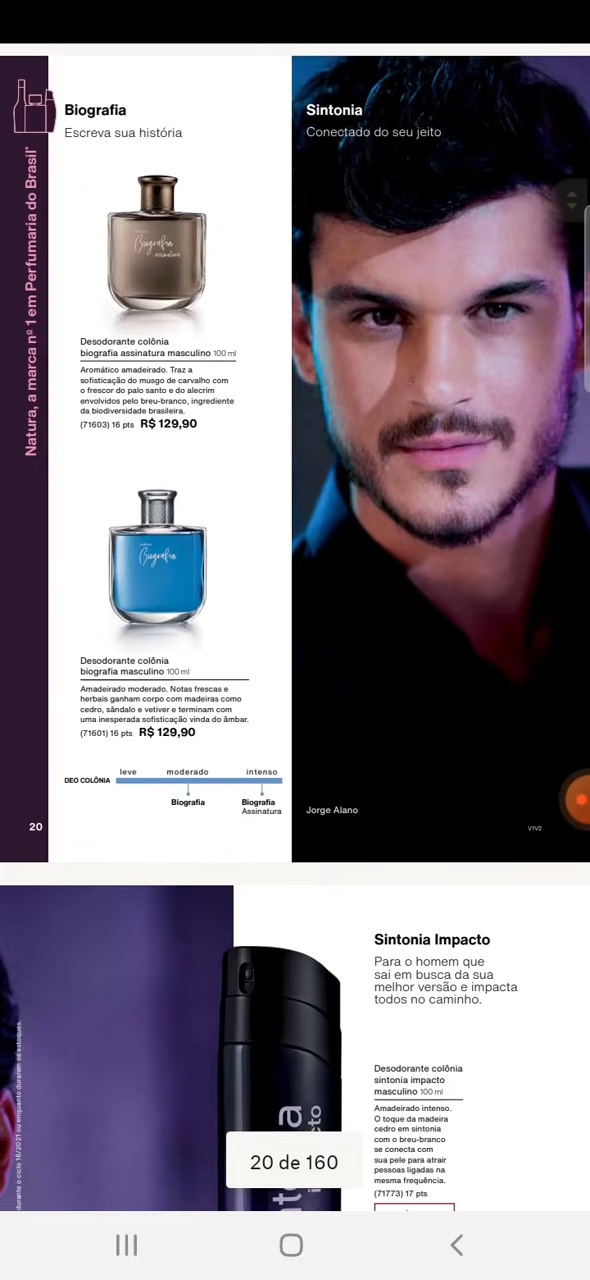 Natura, a marca nº 1 em Perfumaria do Brasil*
Biografia
Escreva sua história
Biografia
assinatura
Desodorante colônia
biografia assinatura masculino 100 ml
Aromático amadeirado. Traz a
sofisticação do musgo de carvalho com
o frescor do palo santo e do alecrim
envolvidos pelo breu-branco, ingrediente
da biodiversidade brasileira.
(71603) 16 pts R$ 129,90
Biografia
Desodorante colônia
biografia masculino 100 ml
Amadeirado moderado. Notas frescas e
herbais ganham corpo com madeiras como
cedro, sândalo e vetiver e terminam com
uma inesperada sofisticação vinda do âmbar.
(71601) 16 pts R$ 129,90
leve moderado intenso
DEO COLÔNIA
Biografia Biografia
Assinatura
20
Sintonia
Conectado do seu jeito
Jorge Alano
V1V2
durante o ciclo 16/2021 ou enquanto durarem os estoques.
Sintonia Impacto
Para o homem que
sai em busca da sua
melhor versão e impacta
todos no caminho.
Desodorante colônia
sintonia impacto
masculino 100 ml
Amadeirado intenso.
O toque da madeira
cedro em sintonia
com o breu-branco
se conecta com
sua pele para atrair
pessoas ligadas na
mesma frequência.
(71773) 17 pts
20 de 160